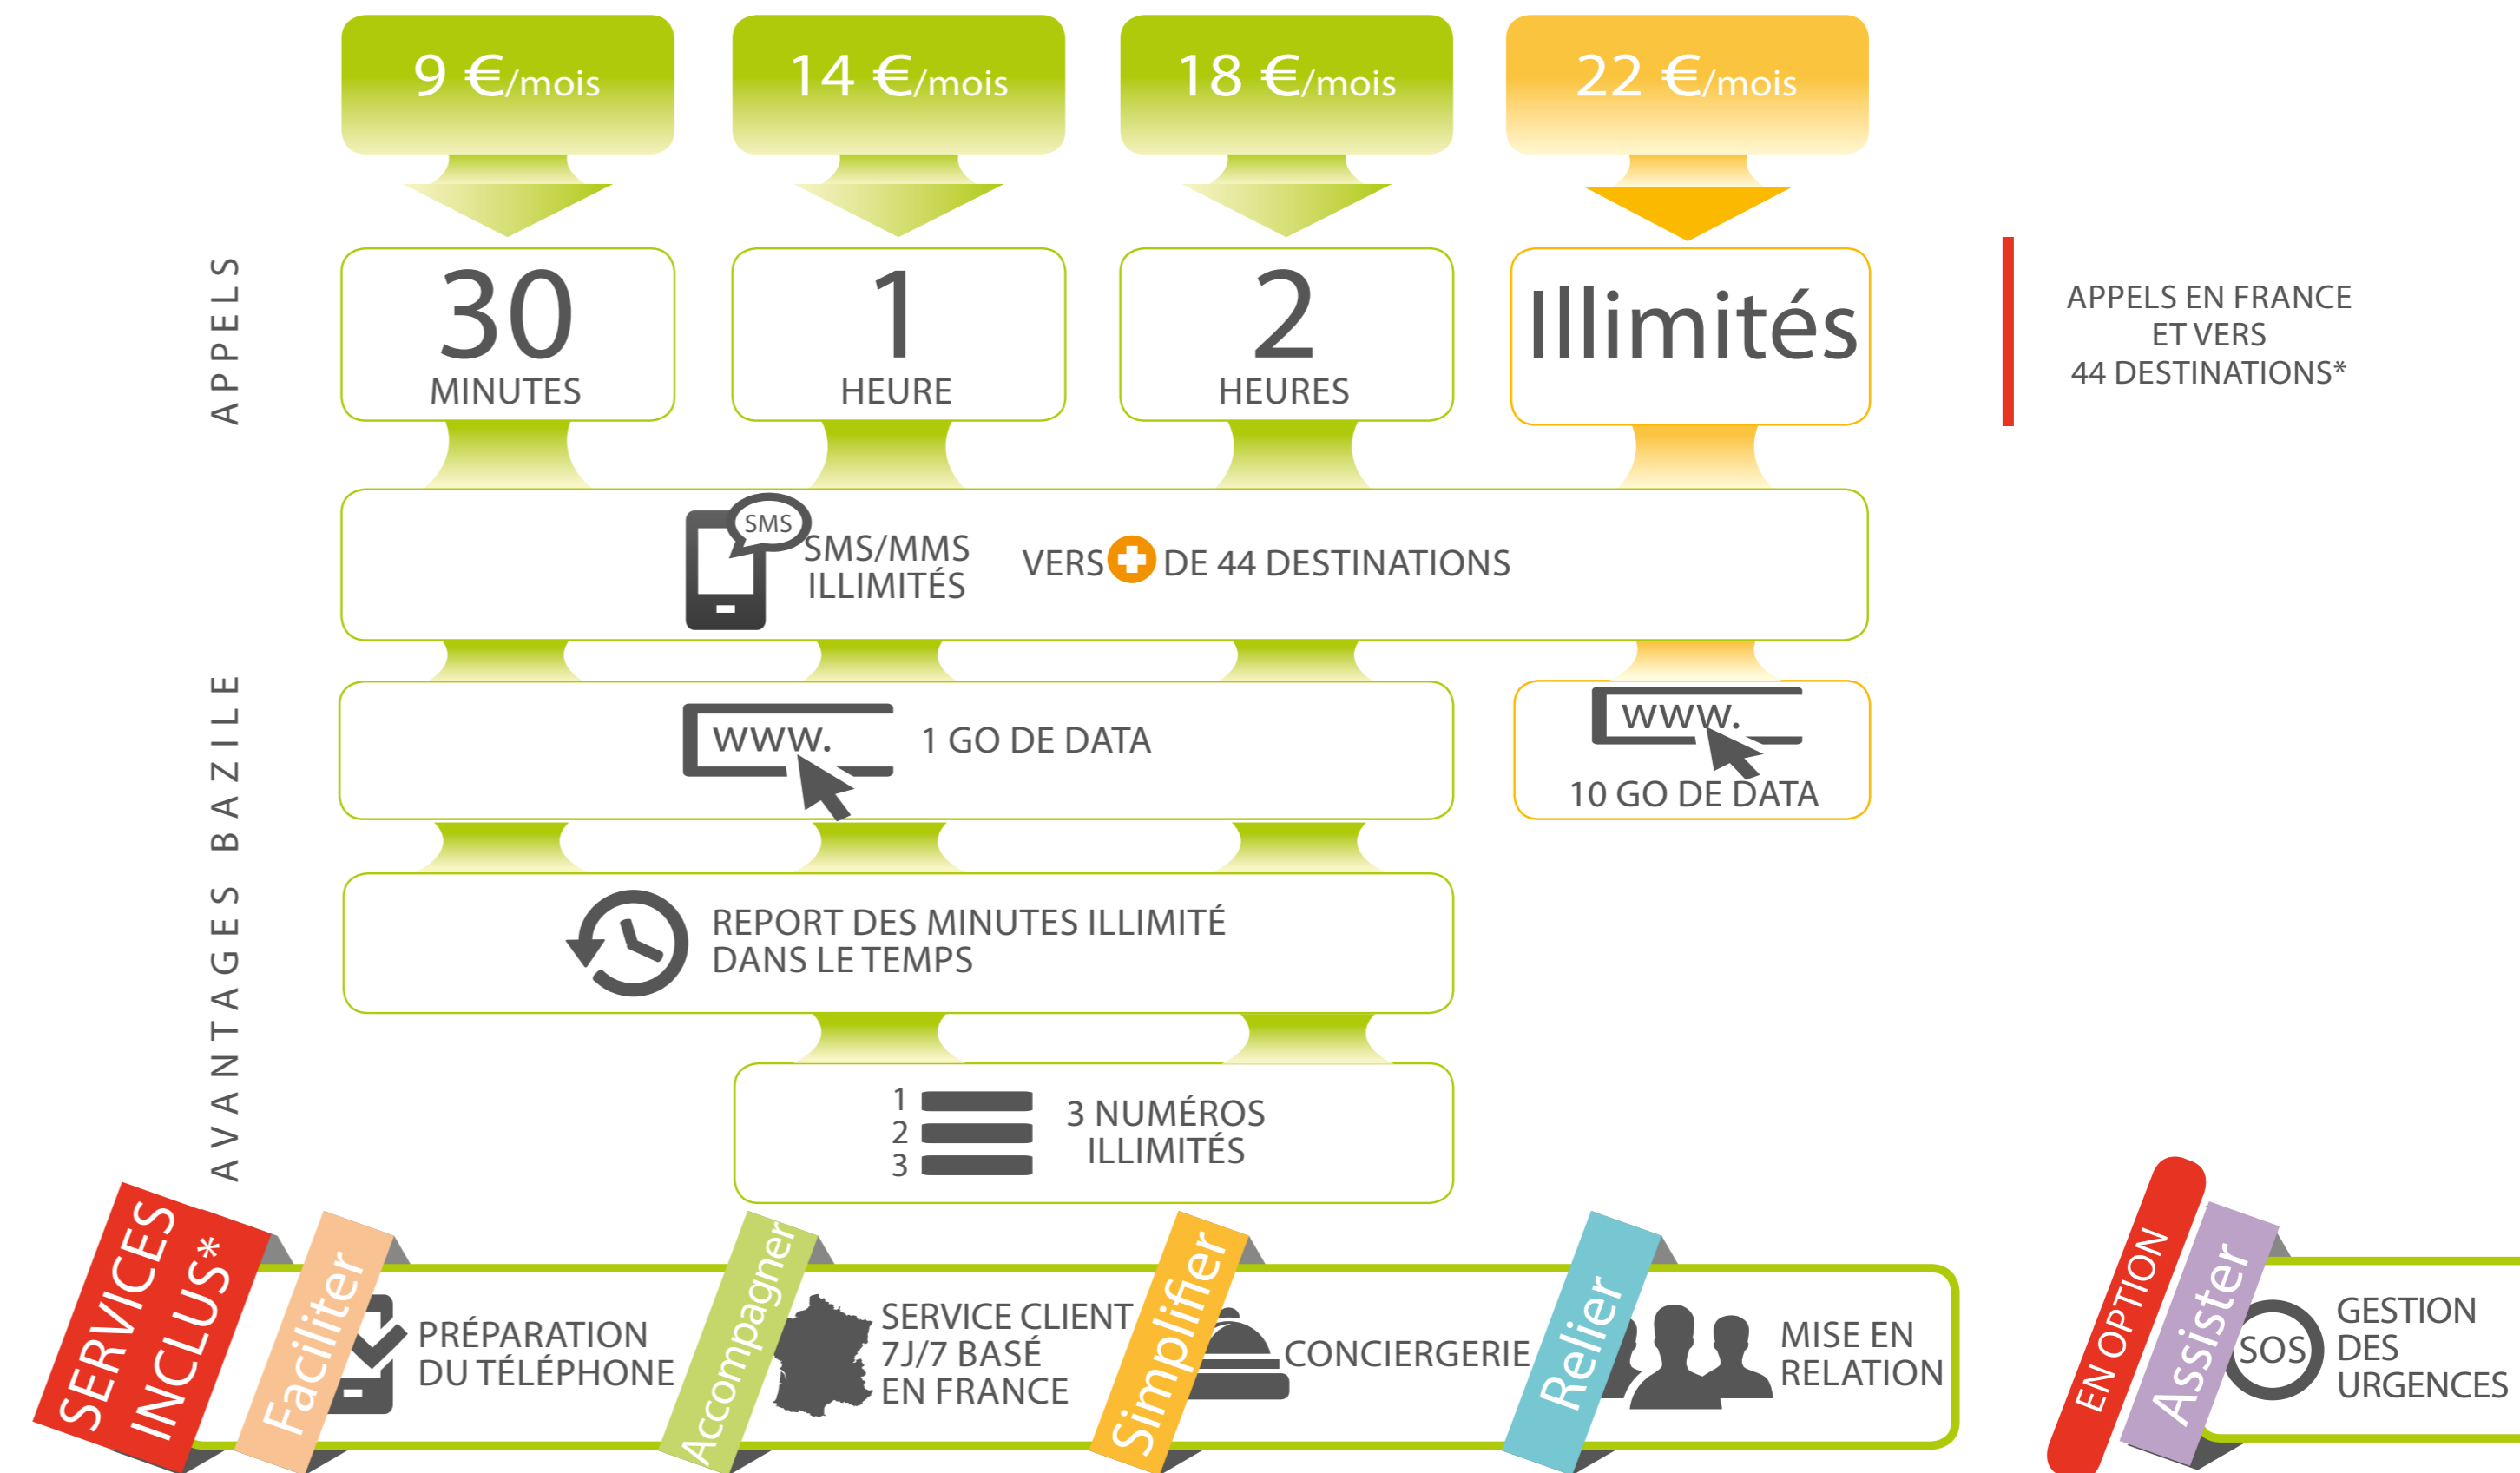 9 €/mois
14 €/mois
18 €/mois
22 €/mois
APPELS
30
MINUTES
1
HEURE
2
HEURES
Illimités
APPELS EN FRANCE
ET VERS
44 DESTINATIONS*
SMS
SMS/MMS
ILLIMITÉS
VERS + DE 44 DESTINATIONS
AVANTAGES BAZILE
www.
1 GO DE DATA
www.
10 GO DE DATA
REPORT DES MINUTES ILLIMITÉ
DANS LE TEMPS
1
2
3
3 NUMÉROS
ILLIMITÉS
SERVICES
INCLUS*
Faciliter
PRÉPARATION
DU TÉLÉPHONE
Accompagner
SERVICE CLIENT
7J/7 BASÉ
EN FRANCE
Simplifier
CONCIERGERIE
Relier
MISE EN
RELATION
EN OPTION
Assister
SOS
GESTION
DES
URGENCES